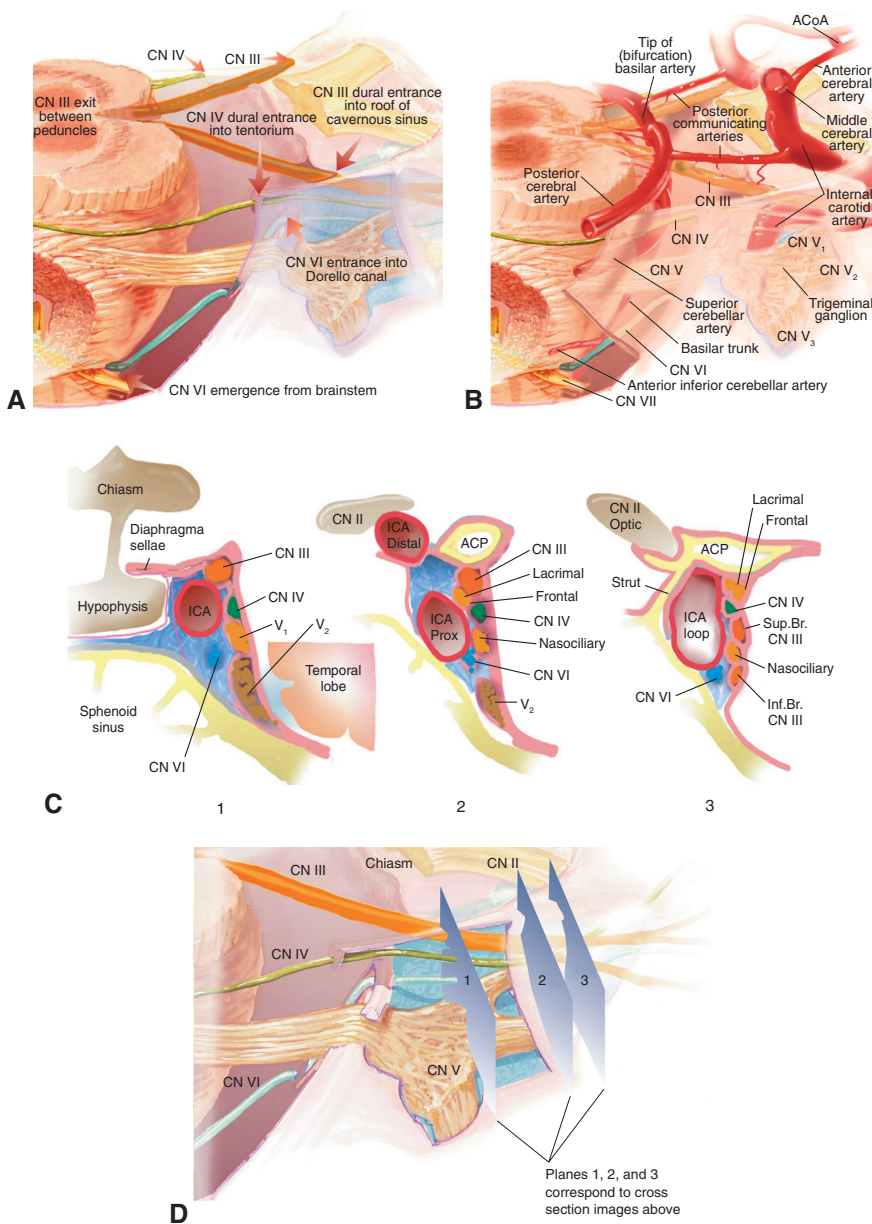 CN IV
CN III
CN III exit
between
peduncles
CN IV dural entrance
into tentorium
CN III dural entrance
into roof of
cavernous sinus
CN VI entrance into
Dorello canal
CN VI emergence from brainstem
A
ACoA
Tip of
(bifurcation)
basilar artery
Anterior
cerebral
artery
Posterior
communicating
arteries
Middle
cerebral
artery
Posterior
cerebral
artery
CN III
Internal
carotid
artery
CN IV
CN V1
CN V
CN V2
Superior
cerebellar
artery
Trigeminal
ganglion
CN V3
Basilar trunk
CN VI
Anterior inferior cerebellar artery
CN VII
B
Chiasm
Diaphragma
sellae
CN III
Hypophysis
ICA
CN IV
V1
V2
Temporal
lobe
Sphenoid
sinus
CN VI
1
CN II
ICA
Distal
ACP
CN III
Lacrimal
Frontal
CN IV
ICA
Prox
Nasociliary
CN VI
V2
2
CN II
Optic
Lacrimal
Frontal
ACP
Strut
CN IV
ICA
loop
Sup.Br.
CN III
Nasociliary
CN VI
Inf.Br.
CN III
3
C
CN III
Chiasm
CN II
CN IV
1
2
3
CN V
CN VI
Planes 1, 2, and 3
correspond to cross
section images above
D